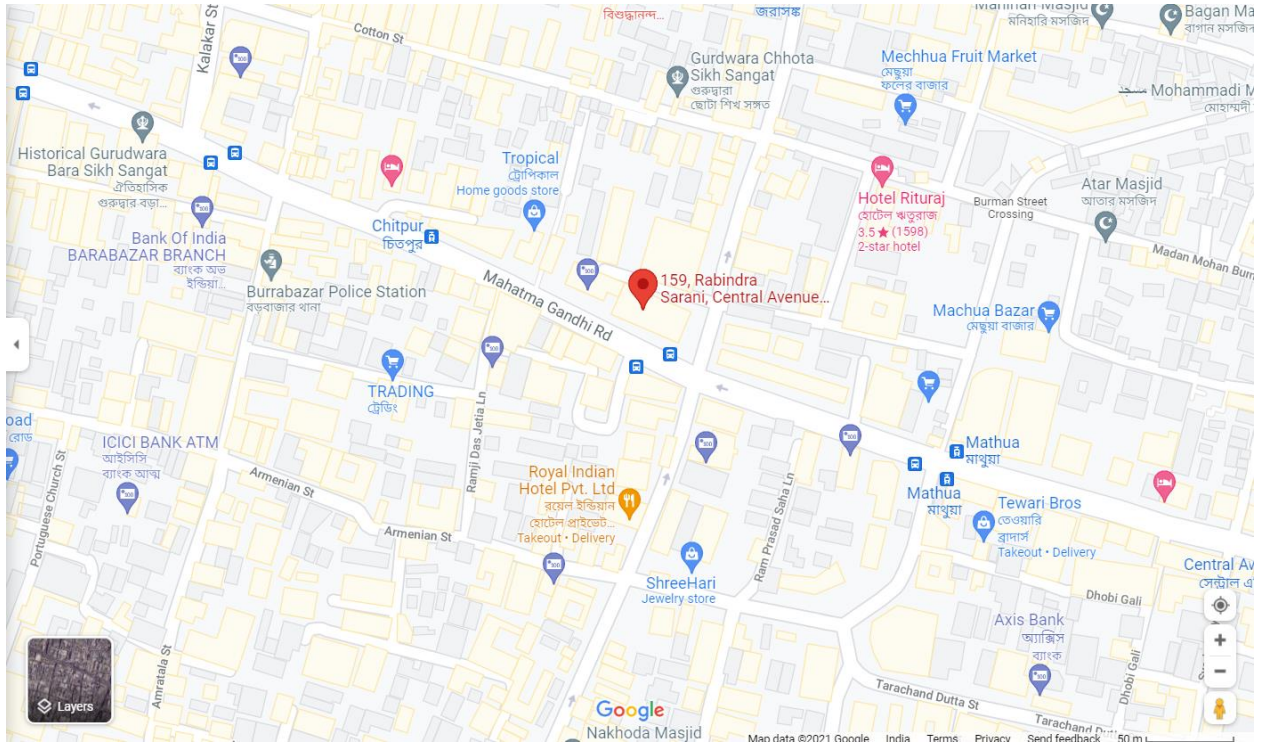 Kalakar St
Cotton St
বিশুদ্ধানন্দ...
জরাসঙ্ক
Gurdwara Chhota
Sikh Sangat
গুরুদ্বারা
ছোটা শিখ সঙ্গত
Mechhua Fruit Market
মেছুয়া
ফলের বাজার
মনিহারি মসজিদ
Bagan Ma
বাগান মসজিদ
Mohammadi M
مسجد
মোহাম্মদী
Historical Gurudwara
Bara Sikh Sangat
ঐতিহাসিক
গুরুদ্বার বড়া...
Tropical
ট্রোপিকাল
Home goods store
Hotel Rituraj
হোটেল ঋতুরাজ
3.5 ★ (1598)
2-star hotel
Burman Street
Crossing
Atar Masjid
আতার মসজিদ
Madan Mohan Burm
Bank Of India
BARABAZAR BRANCH
ব্যাংক অভ
ইন্ডিয়া...
Chitpur
চিতপুর
Burrabazar Police Station
বড়বাজার থানা
Mahatma Gandhi Rd
159, Rabindra
Sarani, Central Avenue...
Machua Bazar
মেছুয়া বাজার
TRADING
ট্রেডিং
Ramji Das Jetia Ln
oad
রোড
ICICI BANK ATM
আইসিসি
ব্যাংক আত্ম
Portuguese Church St
Armenian St
Armenian St
Royal Indian
Hotel Pvt. Ltd
রয়েল ইন্ডিয়ান
হোটেল প্রাইভেট...
Takeout • Delivery
Ram Prasad Saha Ln
Mathua
মাথুয়া
Mathua
মাথুয়া
Tewari Bros
তেওয়ারি
ব্রাদার্স
Takeout • Delivery
ShreeHari
Jewelry store
Central Av
সেন্ট্রাল এ
Dhobi Gali
Axis Bank
অ্যাক্সিস
ব্যাংক
Dhobi Gali
Amratala St
Tarachand Dutta St
Tarachand Du
Layers
Google
Nakhoda Masjid
Map data ©2021 Google India Terms Privacy Send feedback 50 m